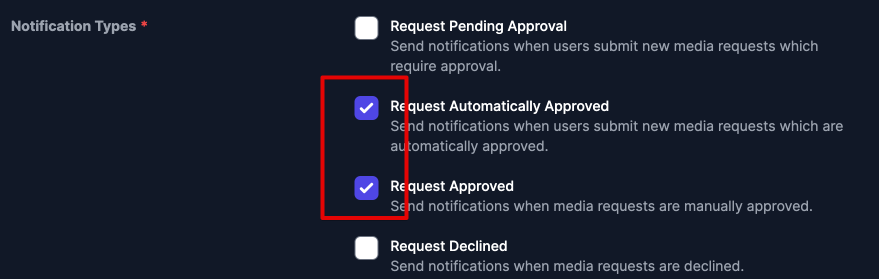 Notification Types *
Request Pending Approval
Send notifications when users submit new media requests which
require approval.
Request Automatically Approved
Send notifications when users submit new media requests which are
automatically approved.
Request Approved
Send notifications when media requests are manually approved.
Request Declined
Send notifications when media requests are declined.